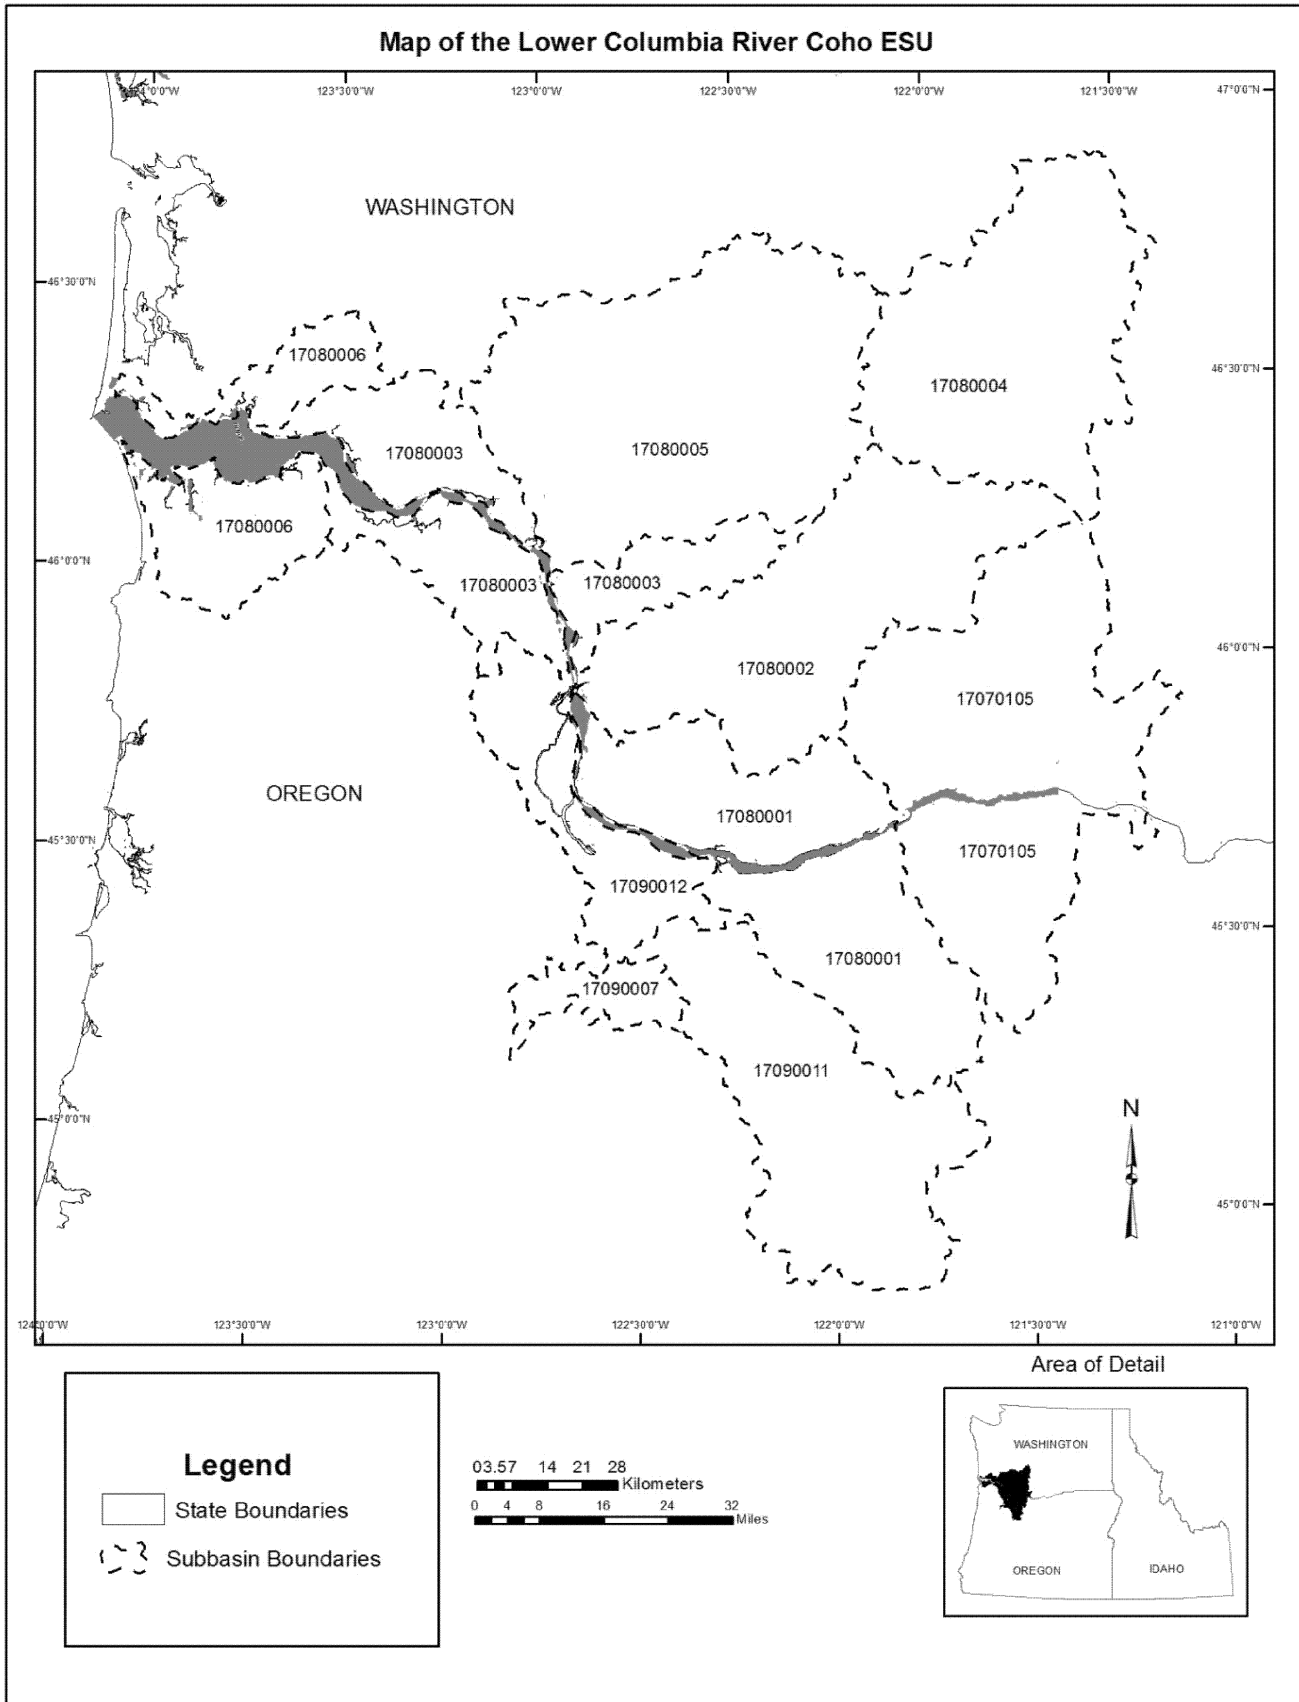 Map of the Lower Columbia River Coho ESU
123°30'0"W
123°0'0"W
122°30'0"W
122°0'0"W
121°30'0"W
47°0'0"N
WASHINGTON
46°30'0"N
17080006
46°30'0"N
17080004
17080003
17080005
17080006
46°0'0"N
17080003
17080003
46°0'0"N
17080002
17070105
OREGON
17080001
45°30'0"N
17070105
17090012
45°30'0"N
17080001
17090007
17090011
N
45°0'0"N
45°0'0"N
124°0'0"W
123°30'0"W
123°0'0"W
122°30'0"W
122°0'0"W
121°30'0"W
121°0'0"W
Area of Detail
Legend
State Boundaries
Subbasin Boundaries
03.57 14 21 28
Kilometers
0 4 8 16 24 32
Miles
WASHINGTON
OREGON
IDAHO